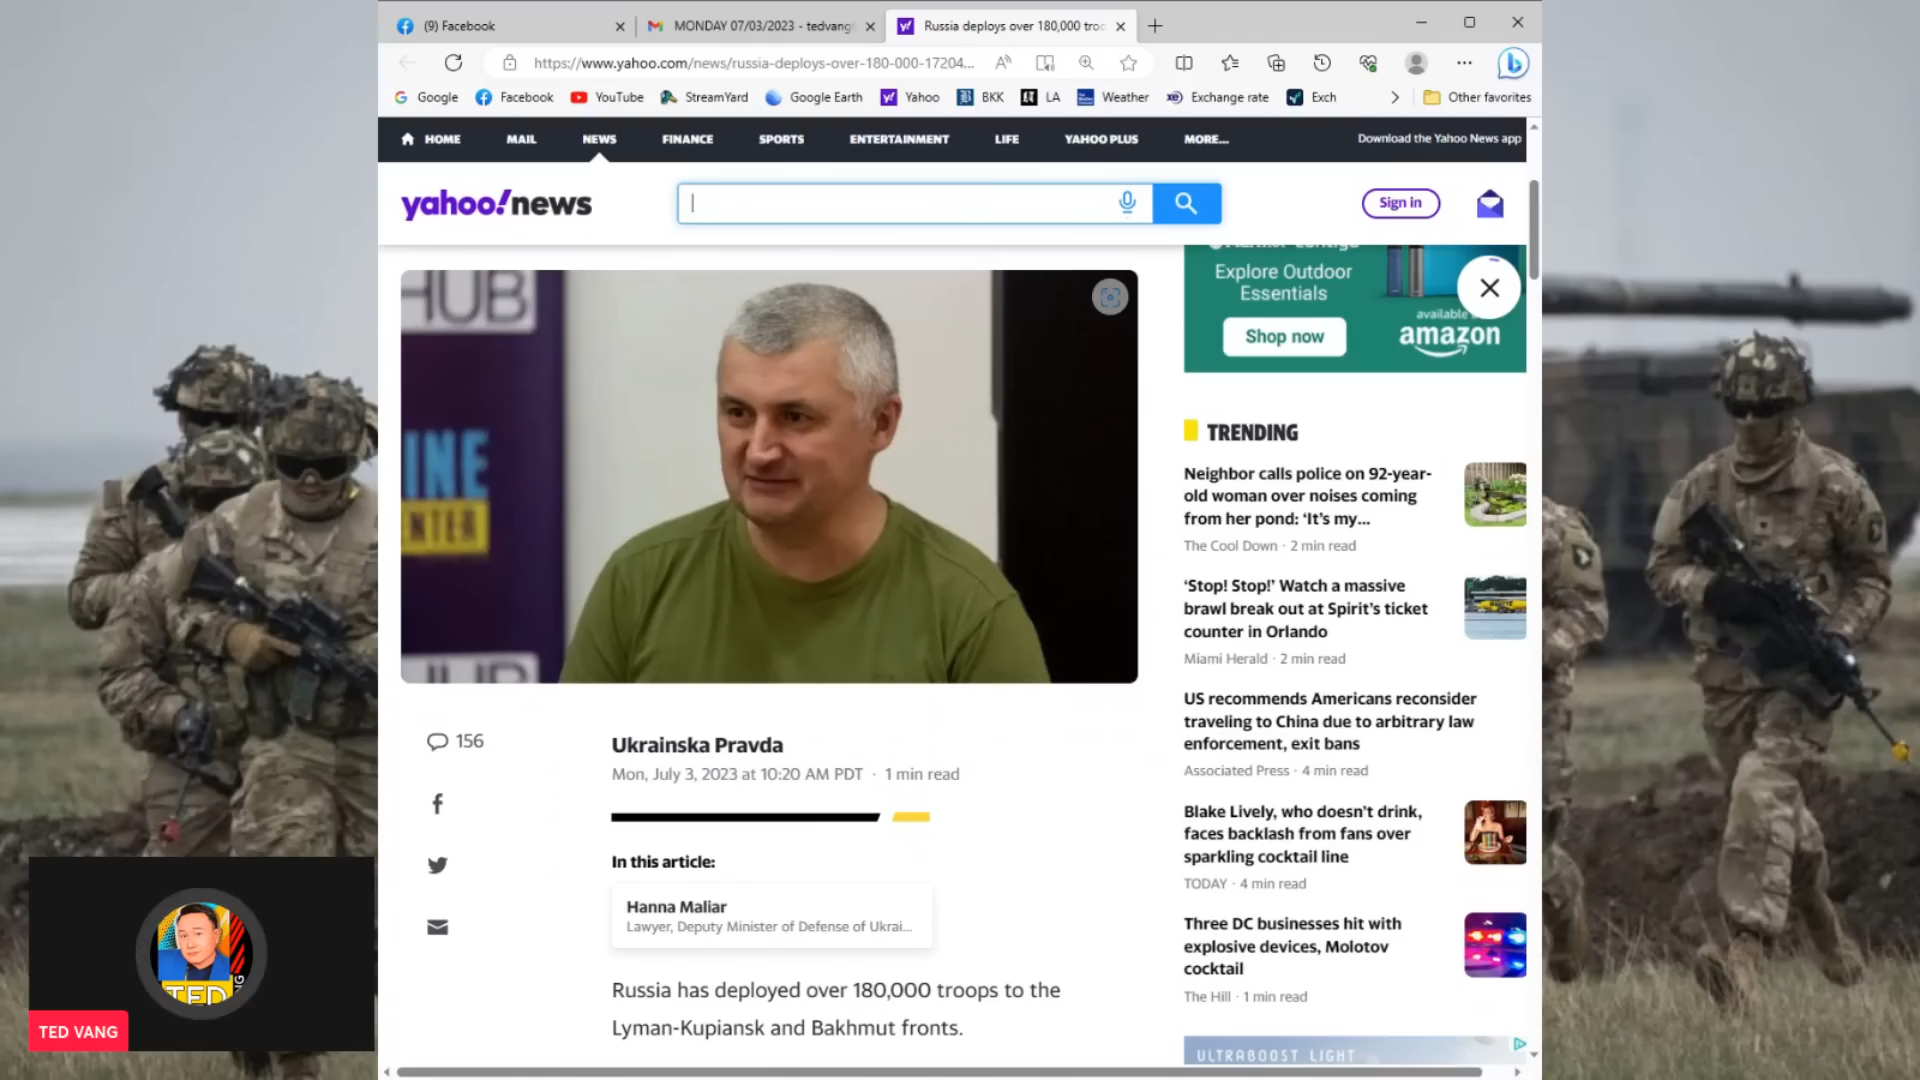 (9) Facebook
MONDAY 07/03/2023 - tedvang
Russia deploys over 180,000 troo
https://www.yahoo.com/news/russia-deploys-over-180-000-17204...
Google
Facebook
YouTube
StreamYard
Google Earth
Yahoo
BKK
LA
Weather
Exchange rate
Exch
Other favorites
HOME
MAIL
NEWS
FINANCE
SPORTS
ENTERTAINMENT
LIFE
YAHOO PLUS
MORE...
Download the Yahoo News app
yahoo!news
Sign in
HUB
INE
NTER
HUB
Explore Outdoor
Essentials
Shop now
available
amazon
TRENDING
Neighbor calls police on 92-year-
old woman over noises coming
from her pond: ‘It’s my...
The Cool Down · 2 min read
‘Stop! Stop!’ Watch a massive
brawl break out at Spirit’s ticket
counter in Orlando
Miami Herald · 2 min read
US recommends Americans reconsider
traveling to China due to arbitrary law
enforcement, exit bans
Associated Press · 4 min read
Blake Lively, who doesn’t drink,
faces backlash from fans over
sparkling cocktail line
TODAY · 4 min read
Three DC businesses hit with
explosive devices, Molotov
cocktail
The Hill · 1 min read
ULTRABOOST LIGHT
156
Ukrainska Pravda
Mon, July 3, 2023 at 10:20 AM PDT · 1 min read
In this article:
Hanna Maliar
Lawyer, Deputy Minister of Defense of Ukrai...
Russia has deployed over 180,000 troops to the
Lyman-Kupiansk and Bakhmut fronts.
TED
TED VANG